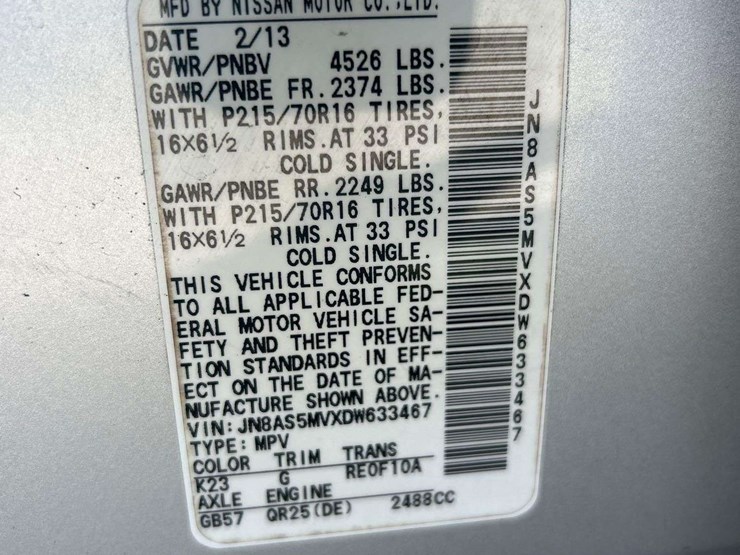 MFD BY NISSAN MOTOR CO.,LTD.
DATE 2/13
GVWR/PNBV 4526 LBS.
GAWR/PNBE FR.2374 LBS.
WITH P215/70R16 TIRES,
16X6½ RIMS.AT 33 PSI
COLD SINGLE.
GAWR/PNBE RR.2249 LBS.
WITH P215/70R16 TIRES,
16X6½ RIMS.AT 33 PSI
COLD SINGLE.
THIS VEHICLE CONFORMS
TO ALL APPLICABLE FED-
ERAL MOTOR VEHICLE SA-
FETY AND THEFT PREVEN-
TION STANDARDS IN EFF-
ECT ON THE DATE OF MA-
NUFACTURE SHOWN ABOVE.
VIN: JN8AS5MVXDW633467
TYPE: MPV
COLOR TRIM TRANS
K23 G RE0F10A
AXLE ENGINE
GB57 QR25(DE) 2488CC
JN8AS5MVXDW633467